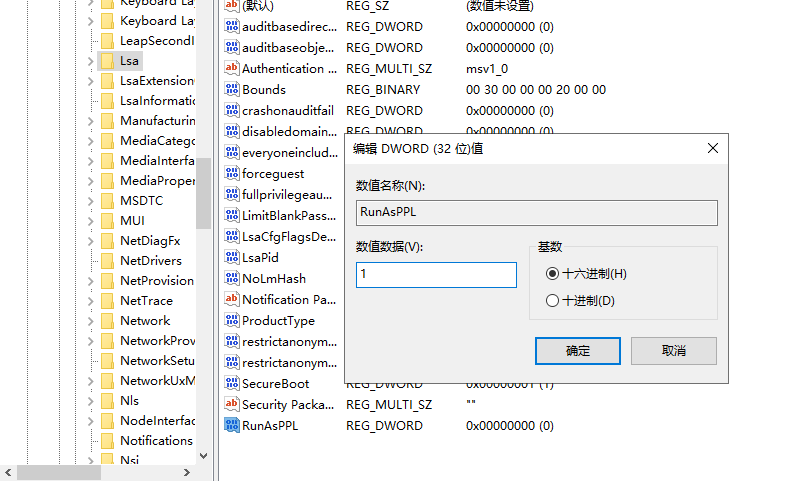 Keyboard La
Keyboard La
LeapSecondI
Lsa
LsaExtension
LsaInformatic
Manufacturin
MediaCatego
MediaInterfa
MediaProper
MSDTC
MUI
NetDiagFx
NetDrivers
NetProvision
NetTrace
Network
NetworkProv
NetworkSetu
NetworkUxM
Nls
NodeInterfac
Notifications
Nsi
(默认) REG_SZ (数值未设置)
auditbasedirec... REG_DWORD 0x00000000 (0)
auditbaseobje... REG_DWORD 0x00000000 (0)
Authentication ... REG_MULTI_SZ msv1_0
Bounds REG_BINARY 00 30 00 00 00 20 00 00
crashonauditfail REG_DWORD 0x00000000 (0)
disabledomain... REG_DWORD 0x00000000 (0)
everyoneinclud...
forceguest
fullprivilegeau...
LimitBlankPass...
LsaCfgFlagsDe...
LsaPid
NoLmHash
Notification Pa...
ProductType
restrictanonym...
restrictanonym...
SecureBoot REG_DWORD 0x00000001 (1)
Security Packa... REG_MULTI_SZ ""
RunAsPPL REG_DWORD 0x00000000 (0)
编辑 DWORD (32 位)值
数值名称(N):
RunAsPPL
数值数据(V):
1
基数
十六进制(H)
十进制(D)
确定
取消